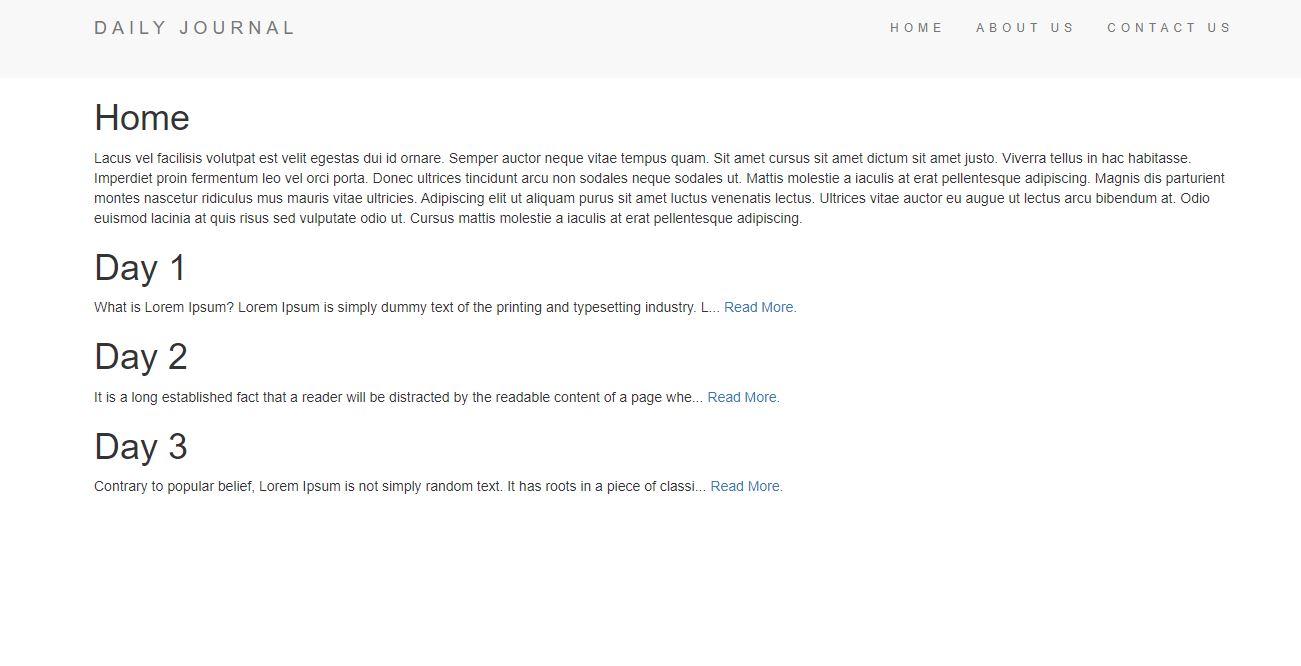 DAILY JOURNAL
HOME ABOUT US CONTACT US
Home
Lacus vel facilisis volutpat est velit egestas dui id ornare. Semper auctor neque vitae tempus quam. Sit amet cursus sit amet dictum sit amet justo. Viverra tellus in hac habitasse.
Imperdiet proin fermentum leo vel orci porta. Donec ultrices tincidunt arcu non sodales neque sodales ut. Mattis molestie a iaculis at erat pellentesque adipiscing. Magnis dis parturient
montes nascetur ridiculus mus mauris vitae ultricies. Adipiscing elit ut aliquam purus sit amet luctus venenatis lectus. Ultrices vitae auctor eu augue ut lectus arcu bibendum at. Odio
euismod lacinia at quis risus sed vulputate odio ut. Cursus mattis molestie a iaculis at erat pellentesque adipiscing.
Day 1
What is Lorem Ipsum? Lorem Ipsum is simply dummy text of the printing and typesetting industry. L... Read More.
Day 2
It is a long established fact that a reader will be distracted by the readable content of a page whe... Read More.
Day 3
Contrary to popular belief, Lorem Ipsum is not simply random text. It has roots in a piece of classi... Read More.